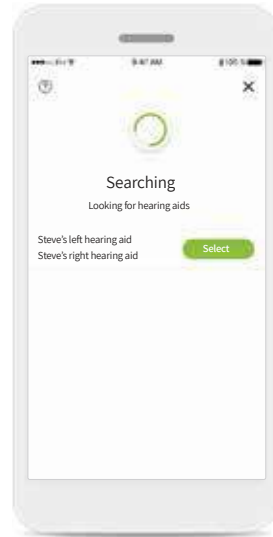 9:41 AM
Searching
Looking for hearing aids
Steve's left hearing aid
Steve's right hearing aid
Select